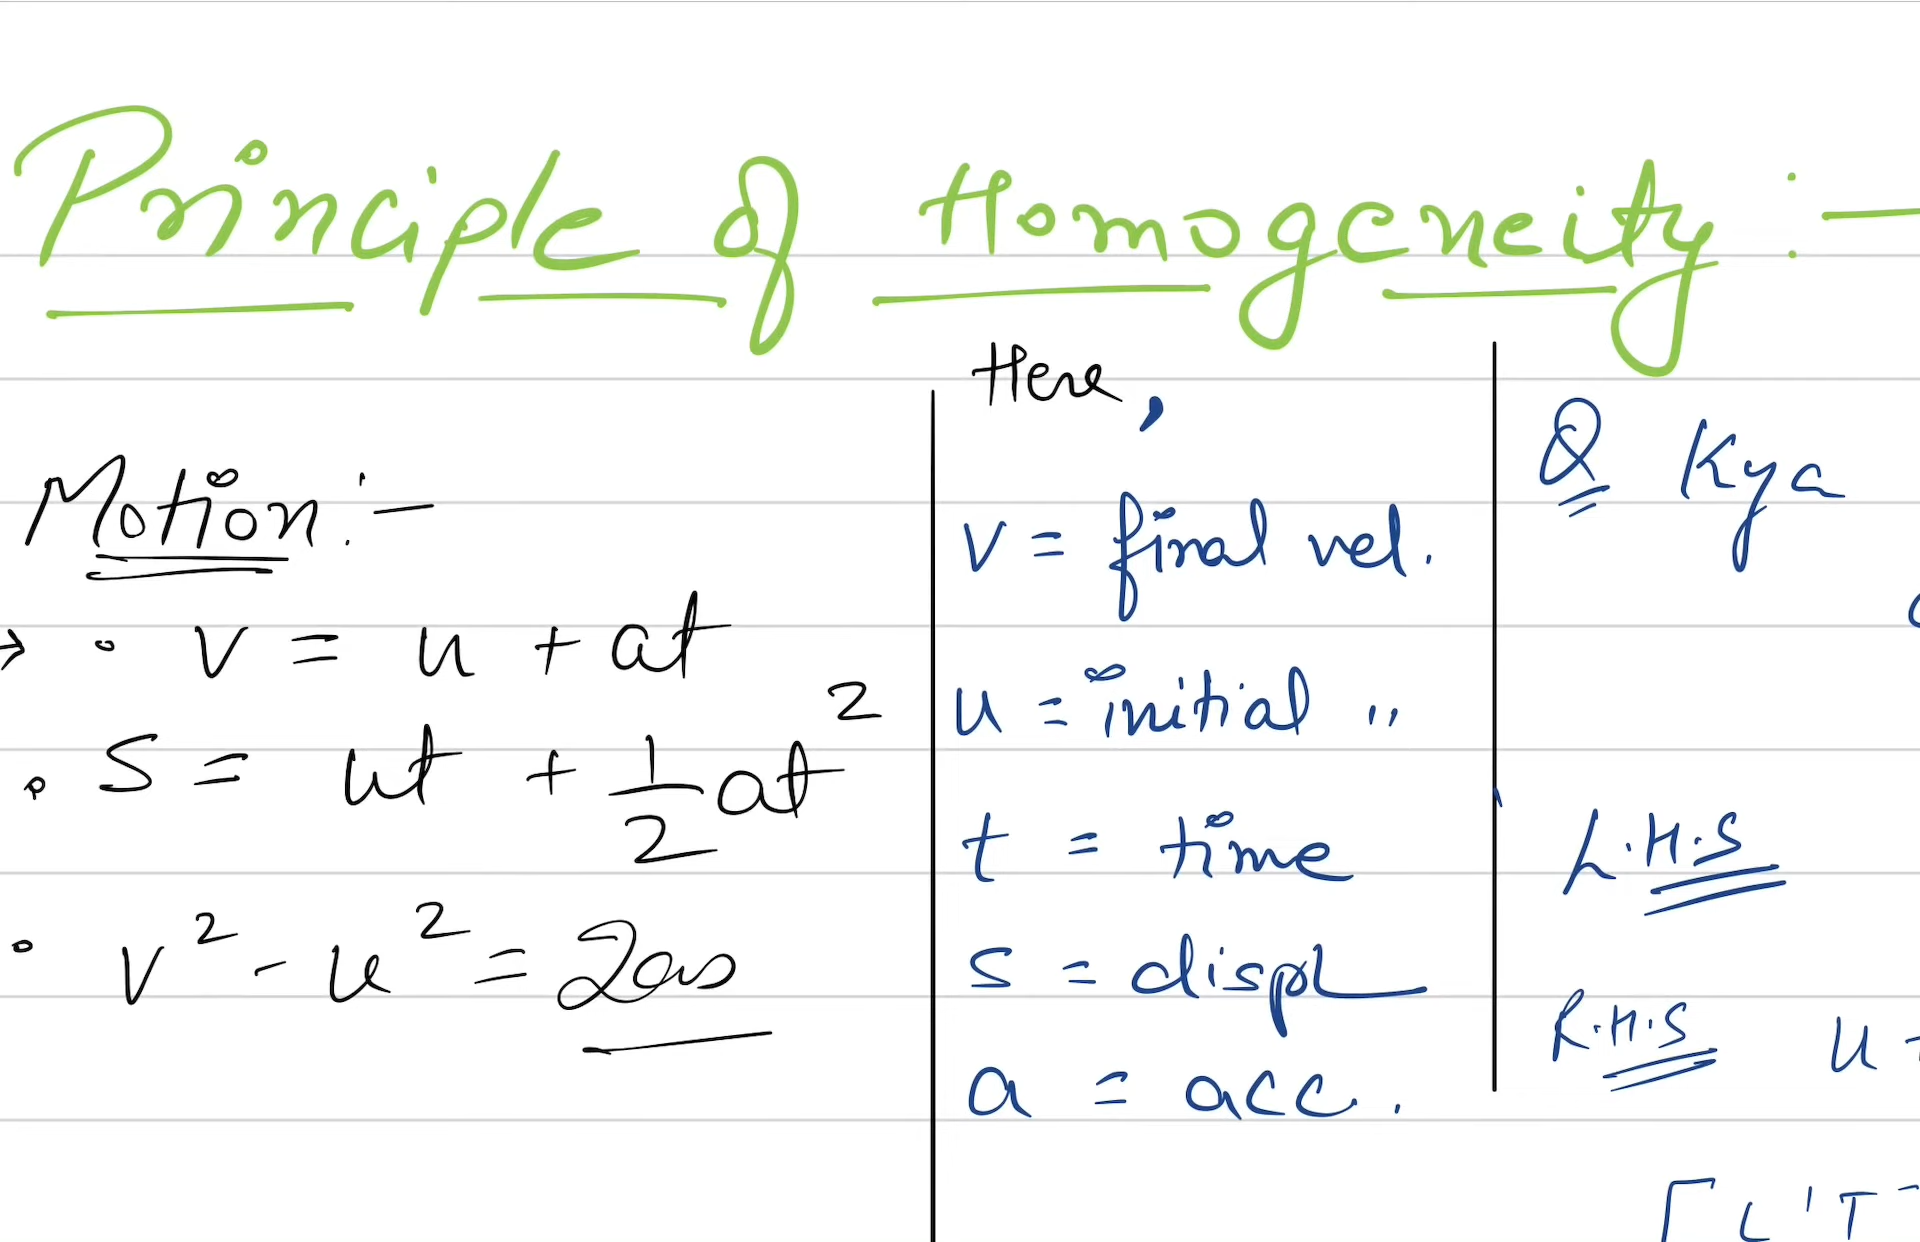 Principle of Homogeneity :-
Motion :-
→ • v = u + at
• s = ut + 1/2 at²
• v² - u² = 2as
Here,
v = final vel.
u = initial "
t = time
s = displ
a = acc.
Q Kya
L.H.S
R.H.S u
[L¹T⁻